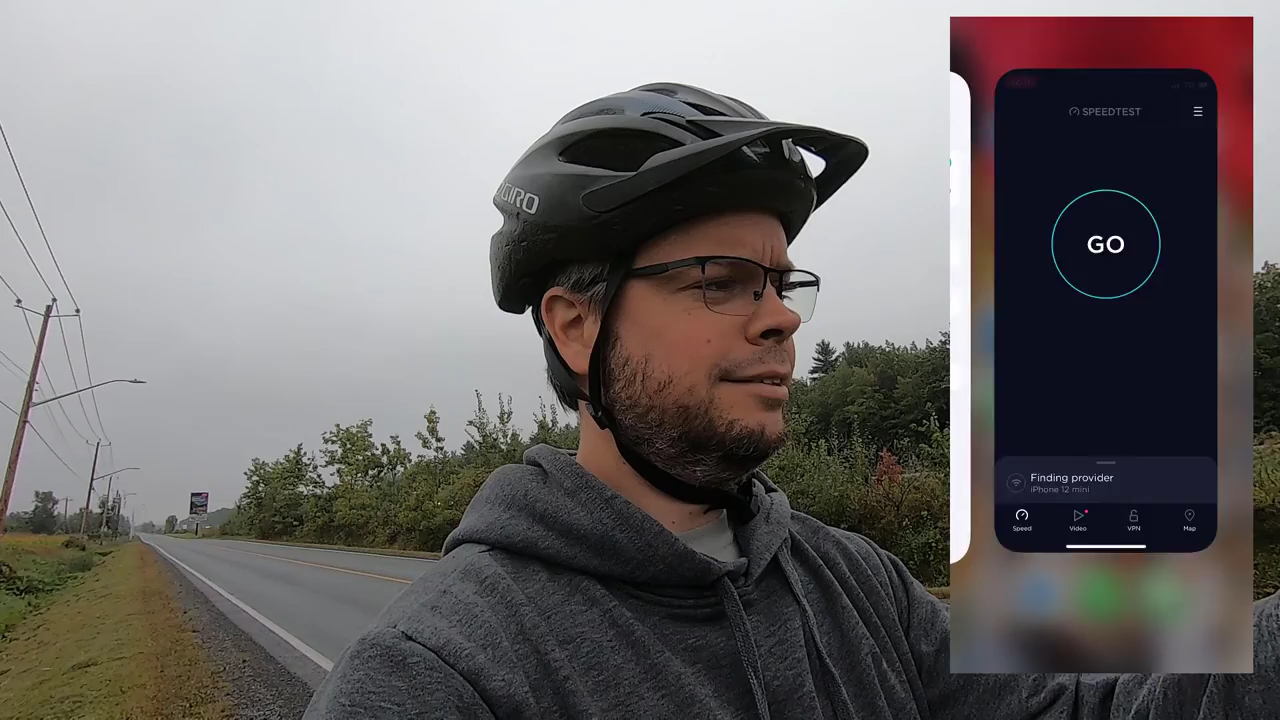 GIRO
SPEEDTEST
GO
Finding provider
iPhone 12 mini
Speed
Video
VPN
Map